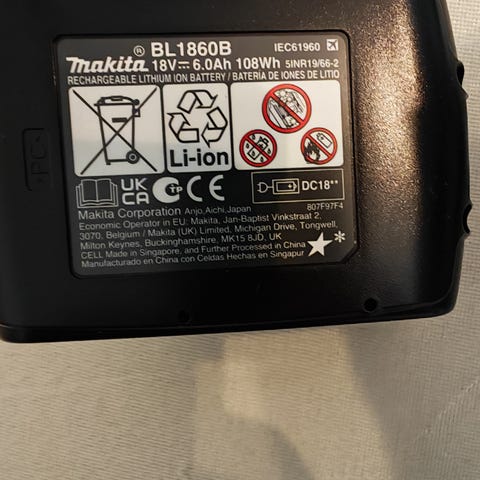 makita® BL1860B IEC61960
18V⎓6.0Ah 108Wh 5INR19/66-2
RECHARGEABLE LITHIUM ION BATTERY / BATERÍA DE IONES DE LITIO
Li-ion
UK CA TP CE DC18**
Makita Corporation Anjo, Aichi, Japan 807F97F4
Economic Operator in EU: Makita, Jan-Baptist Vinkstraat 2,
3070, Belgium / Makita (UK) Limited, Michigan Drive, Tongwell,
Milton Keynes, Buckinghamshire, MK15 8JD, UK
CELL Made in Singapore, and Further Processed in China
Manufacturado en China con Celdas Hechas en Singapur
PC